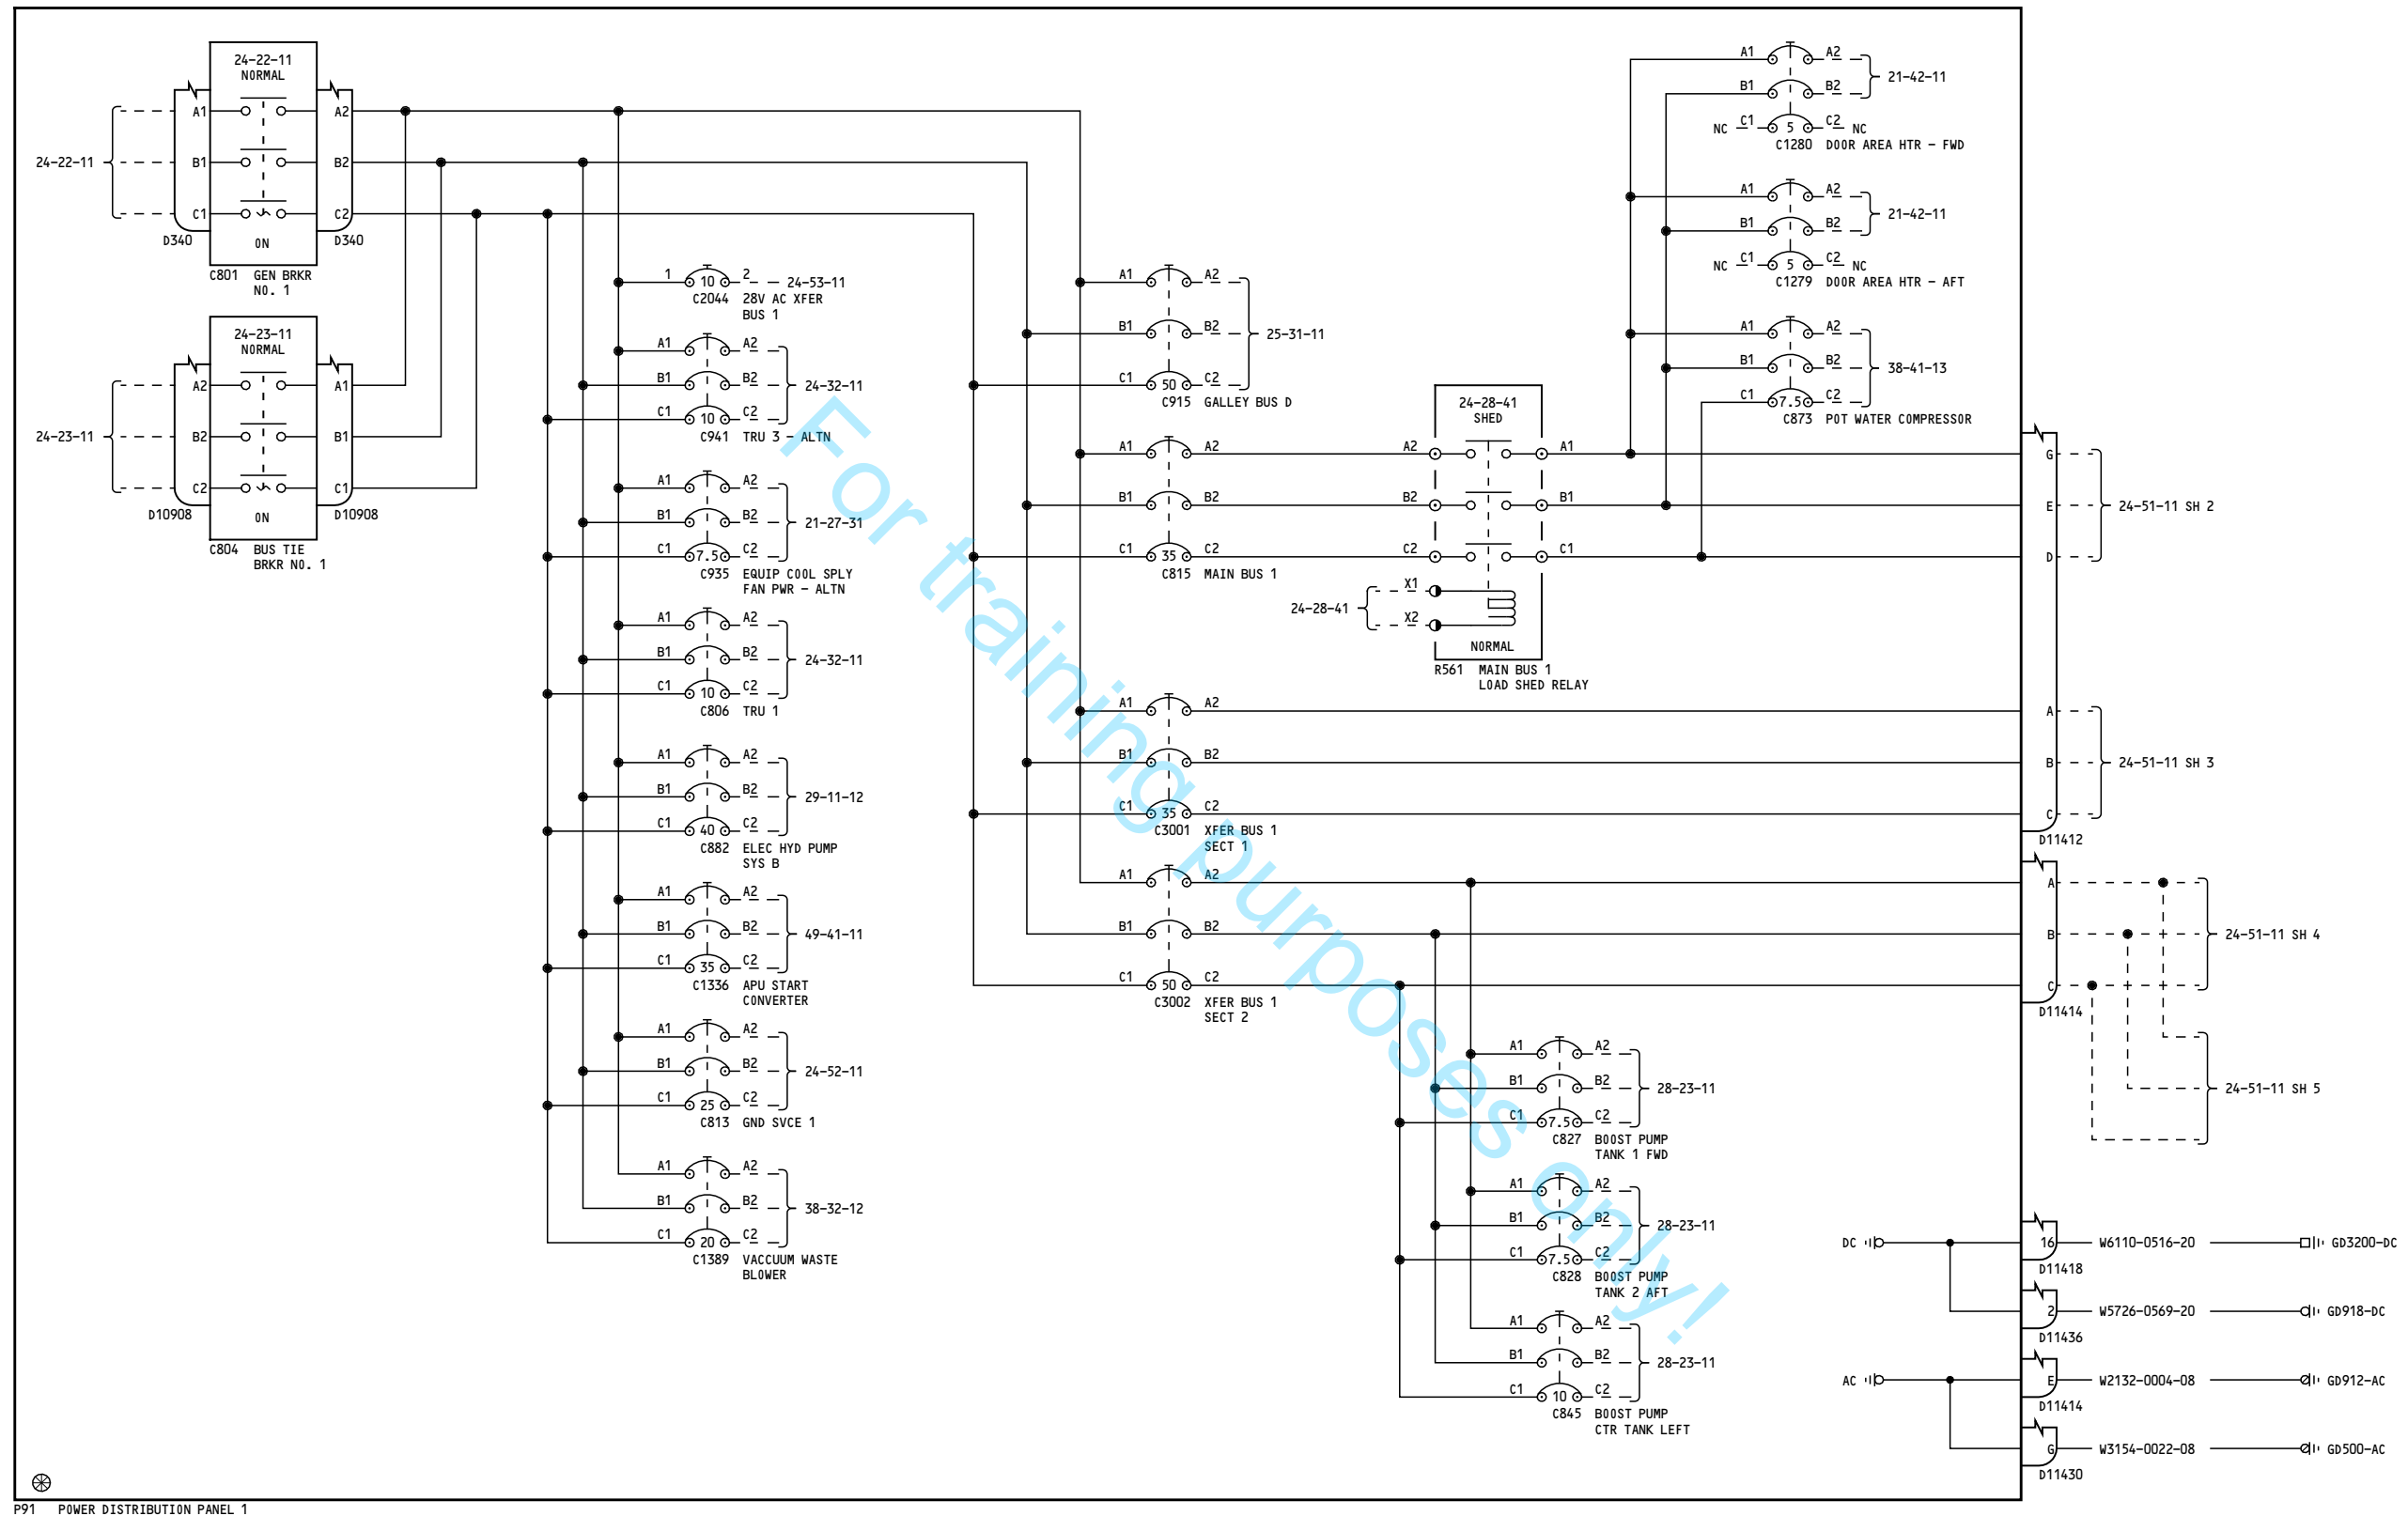 24-22-11
NORMAL
A1 A2
24-22-11 B1 B2
C1 C2
D340 ON D340
C801 GEN BRKR
NO. 1
24-23-11
NORMAL
A2 A1
24-23-11 B2 B1
C2 C1
D10908 ON D10908
C804 BUS TIE
BRKR NO. 1
1 10 2 24-53-11
C2044 28V AC XFER
BUS 1
A1 A2
B1 B2 24-32-11
C1 10 C2
C941 TRU 3 - ALTN
A1 A2
B1 B2 21-27-31
C1 7.5 C2
C935 EQUIP COOL SPLY
FAN PWR - ALTN
A1 A2
B1 B2 24-32-11
C1 10 C2
C806 TRU 1
A1 A2
B1 B2 29-11-12
C1 40 C2
C882 ELEC HYD PUMP
SYS B
A1 A2
B1 B2 49-41-11
C1 35 C2
C1336 APU START
CONVERTER
A1 A2
B1 B2 24-52-11
C1 25 C2
C813 GND SVCE 1
A1 A2
B1 B2 38-32-12
C1 20 C2
C1389 VACCUUM WASTE
BLOWER
A1 A2
B1 B2 25-31-11
C1 50 C2
C915 GALLEY BUS D
A1 A2
B1 B2
C1 35 C2
C815 MAIN BUS 1
24-28-41
SHED
A2 A1
B2 B1
C2 C1
X1
24-28-41
X2
NORMAL
R561 MAIN BUS 1
LOAD SHED RELAY
A1 A2
B1 B2
C1 35 C2
C3001 XFER BUS 1
SECT 1
A1 A2
B1 B2
C1 50 C2
C3002 XFER BUS 1
SECT 2
A1 A2
B1 B2 21-42-11
NC C1 5 C2 NC
C1280 DOOR AREA HTR - FWD
A1 A2
B1 B2 21-42-11
NC C1 5 C2 NC
C1279 DOOR AREA HTR - AFT
A1 A2
B1 B2 38-41-13
C1 7.5 C2
C873 POT WATER COMPRESSOR
A1 A2
B1 B2 28-23-11
C1 7.5 C2
C827 BOOST PUMP
TANK 1 FWD
A1 A2
B1 B2 28-23-11
C1 7.5 C2
C828 BOOST PUMP
TANK 2 AFT
A1 A2
B1 B2 28-23-11
C1 10 C2
C845 BOOST PUMP
CTR TANK LEFT
G
E 24-51-11 SH 2
D
A
B 24-51-11 SH 3
C
D11412
A
B 24-51-11 SH 4
C
D11414
24-51-11 SH 5
DC 16 W6110-0516-20 GD3200-DC
D11418
2 W5726-0569-20 GD918-DC
D11436
AC E W2132-0004-08 GD912-AC
D11414
G W3154-0022-08 GD500-AC
D11430
P91 POWER DISTRIBUTION PANEL 1
For training purposes only!